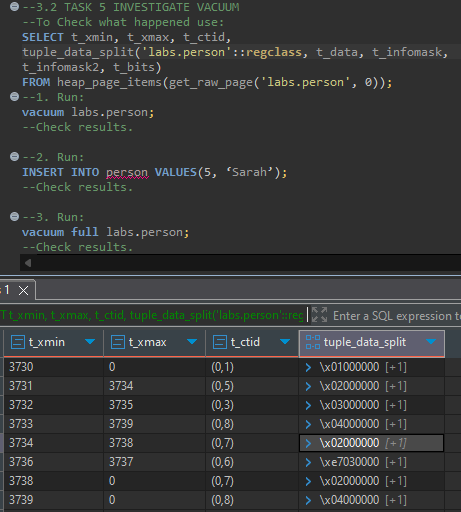 --3.2 TASK 5 INVESTIGATE VACUUM
--To Check what happened use:
SELECT t_xmin, t_xmax, t_ctid,
tuple_data_split('labs.person'::regclass, t_data, t_infomask,
t_infomask2, t_bits)
FROM heap_page_items(get_raw_page('labs.person', 0));
--1. Run:
vacuum labs.person;
--Check results.
--2. Run:
INSERT INTO person VALUES(5, ‘Sarah’);
--Check results.
--3. Run:
vacuum full labs.person;
--Check results.
s 1
t_xmin, t_xmax, t_ctid, tuple_data_split('labs.person'::reg Enter a SQL expression to
t_xmin t_xmax t_ctid tuple_data_split
3730 0 (0,1) \x01000000 [+1]
3731 3734 (0,5) \x02000000 [+1]
3732 3735 (0,3) \x03000000 [+1]
3733 3739 (0,8) \x04000000 [+1]
3734 3738 (0,7) \x02000000 [+1]
3736 3737 (0,6) \xe7030000 [+1]
3738 0 (0,7) \x02000000 [+1]
3739 0 (0,8) \x04000000 [+1]